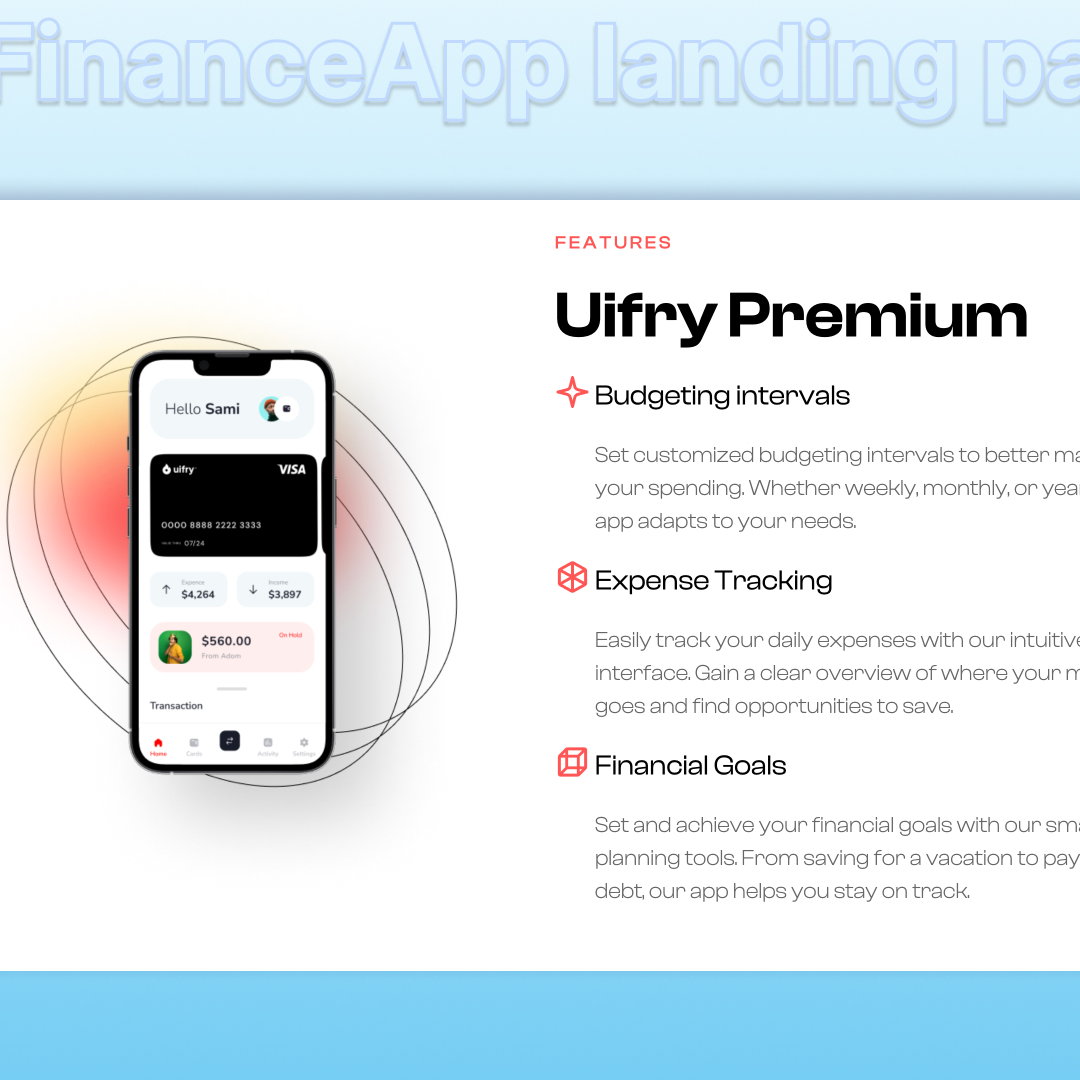 FinanceApp landing pa
FEATURES
Uifry Premium
Budgeting intervals
Set customized budgeting intervals to better ma
your spending. Whether weekly, monthly, or year
app adapts to your needs.
Expense Tracking
Easily track your daily expenses with our intuitive
interface. Gain a clear overview of where your m
goes and find opportunities to save.
Financial Goals
Set and achieve your financial goals with our sma
planning tools. From saving for a vacation to pay
debt, our app helps you stay on track.
Hello Sami
uifry
VISA
0000 8888 2222 3333
VALID THRU 07/24
Expence
$4,264
Income
$3,897
$560.00
On Hold
From Adom
Transaction
Home
Cards
Activity
Settings